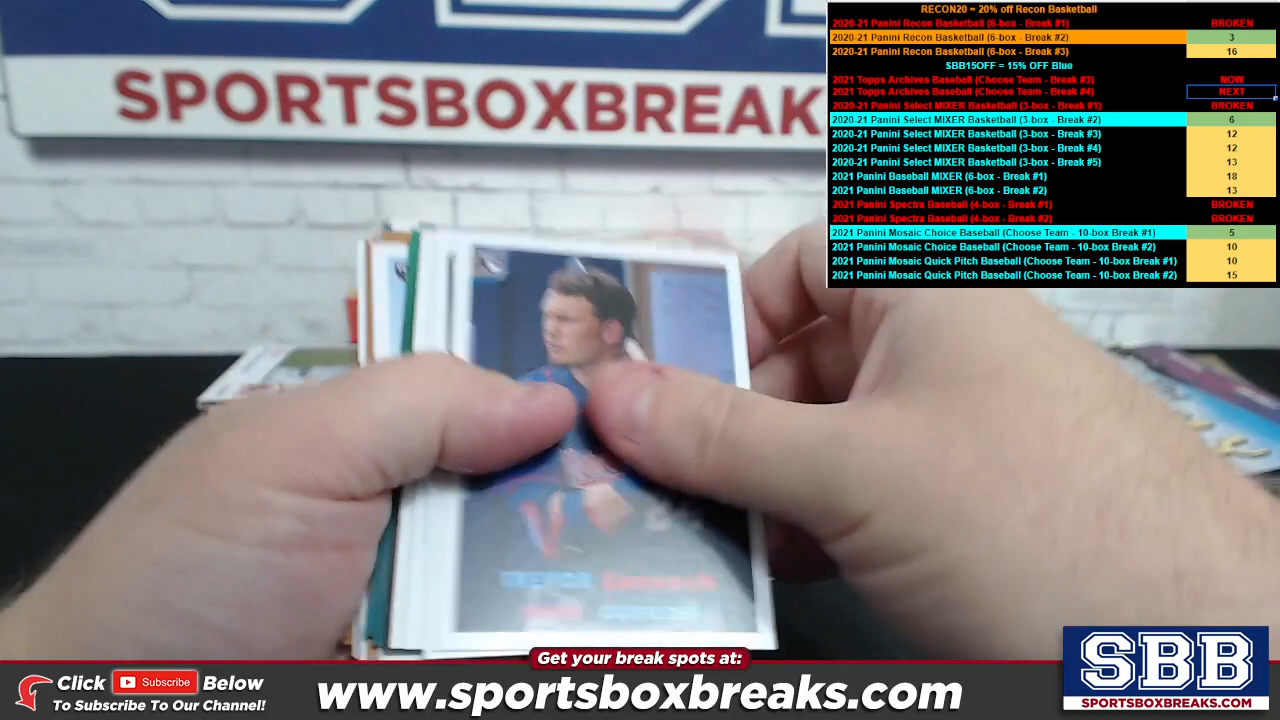 RECON20 = 20% off Recon Basketball
2020-21 Panini Recon Basketball (6-box - Break #1) BROKEN
2020-21 Panini Recon Basketball (6-box - Break #2) 3
2020-21 Panini Recon Basketball (6-box - Break #3) 16
SBB15OFF = 15% OFF Blue
2021 Topps Archives Baseball (Choose Team - Break #3) NOW
2021 Topps Archives Baseball (Choose Team - Break #4) NEXT
2020-21 Panini Select MIXER Basketball (3-box - Break #1) BROKEN
2020-21 Panini Select MIXER Basketball (3-box - Break #2) 6
2020-21 Panini Select MIXER Basketball (3-box - Break #3) 12
2020-21 Panini Select MIXER Basketball (3-box - Break #4) 12
2020-21 Panini Select MIXER Basketball (3-box - Break #5) 13
2021 Panini Baseball MIXER (6-box - Break #1) 18
2021 Panini Baseball MIXER (6-box - Break #2) 13
2021 Panini Spectra Baseball (4-box - Break #1) BROKEN
2021 Panini Spectra Baseball (4-box - Break #2) BROKEN
2021 Panini Mosaic Choice Baseball (Choose Team - 10-box Break #1) 5
2021 Panini Mosaic Choice Baseball (Choose Team - 10-box Break #2) 10
2021 Panini Mosaic Quick Pitch Baseball (Choose Team - 10-box Break #1) 10
2021 Panini Mosaic Quick Pitch Baseball (Choose Team - 10-box Break #2) 15
SPORTSBOXBREAK
Get your break spots at:
Click Subscribe Below
To Subscribe To Our Channel!
www.sportsboxbreaks.com
SBB
SPORTSBOXBREAKS.COM